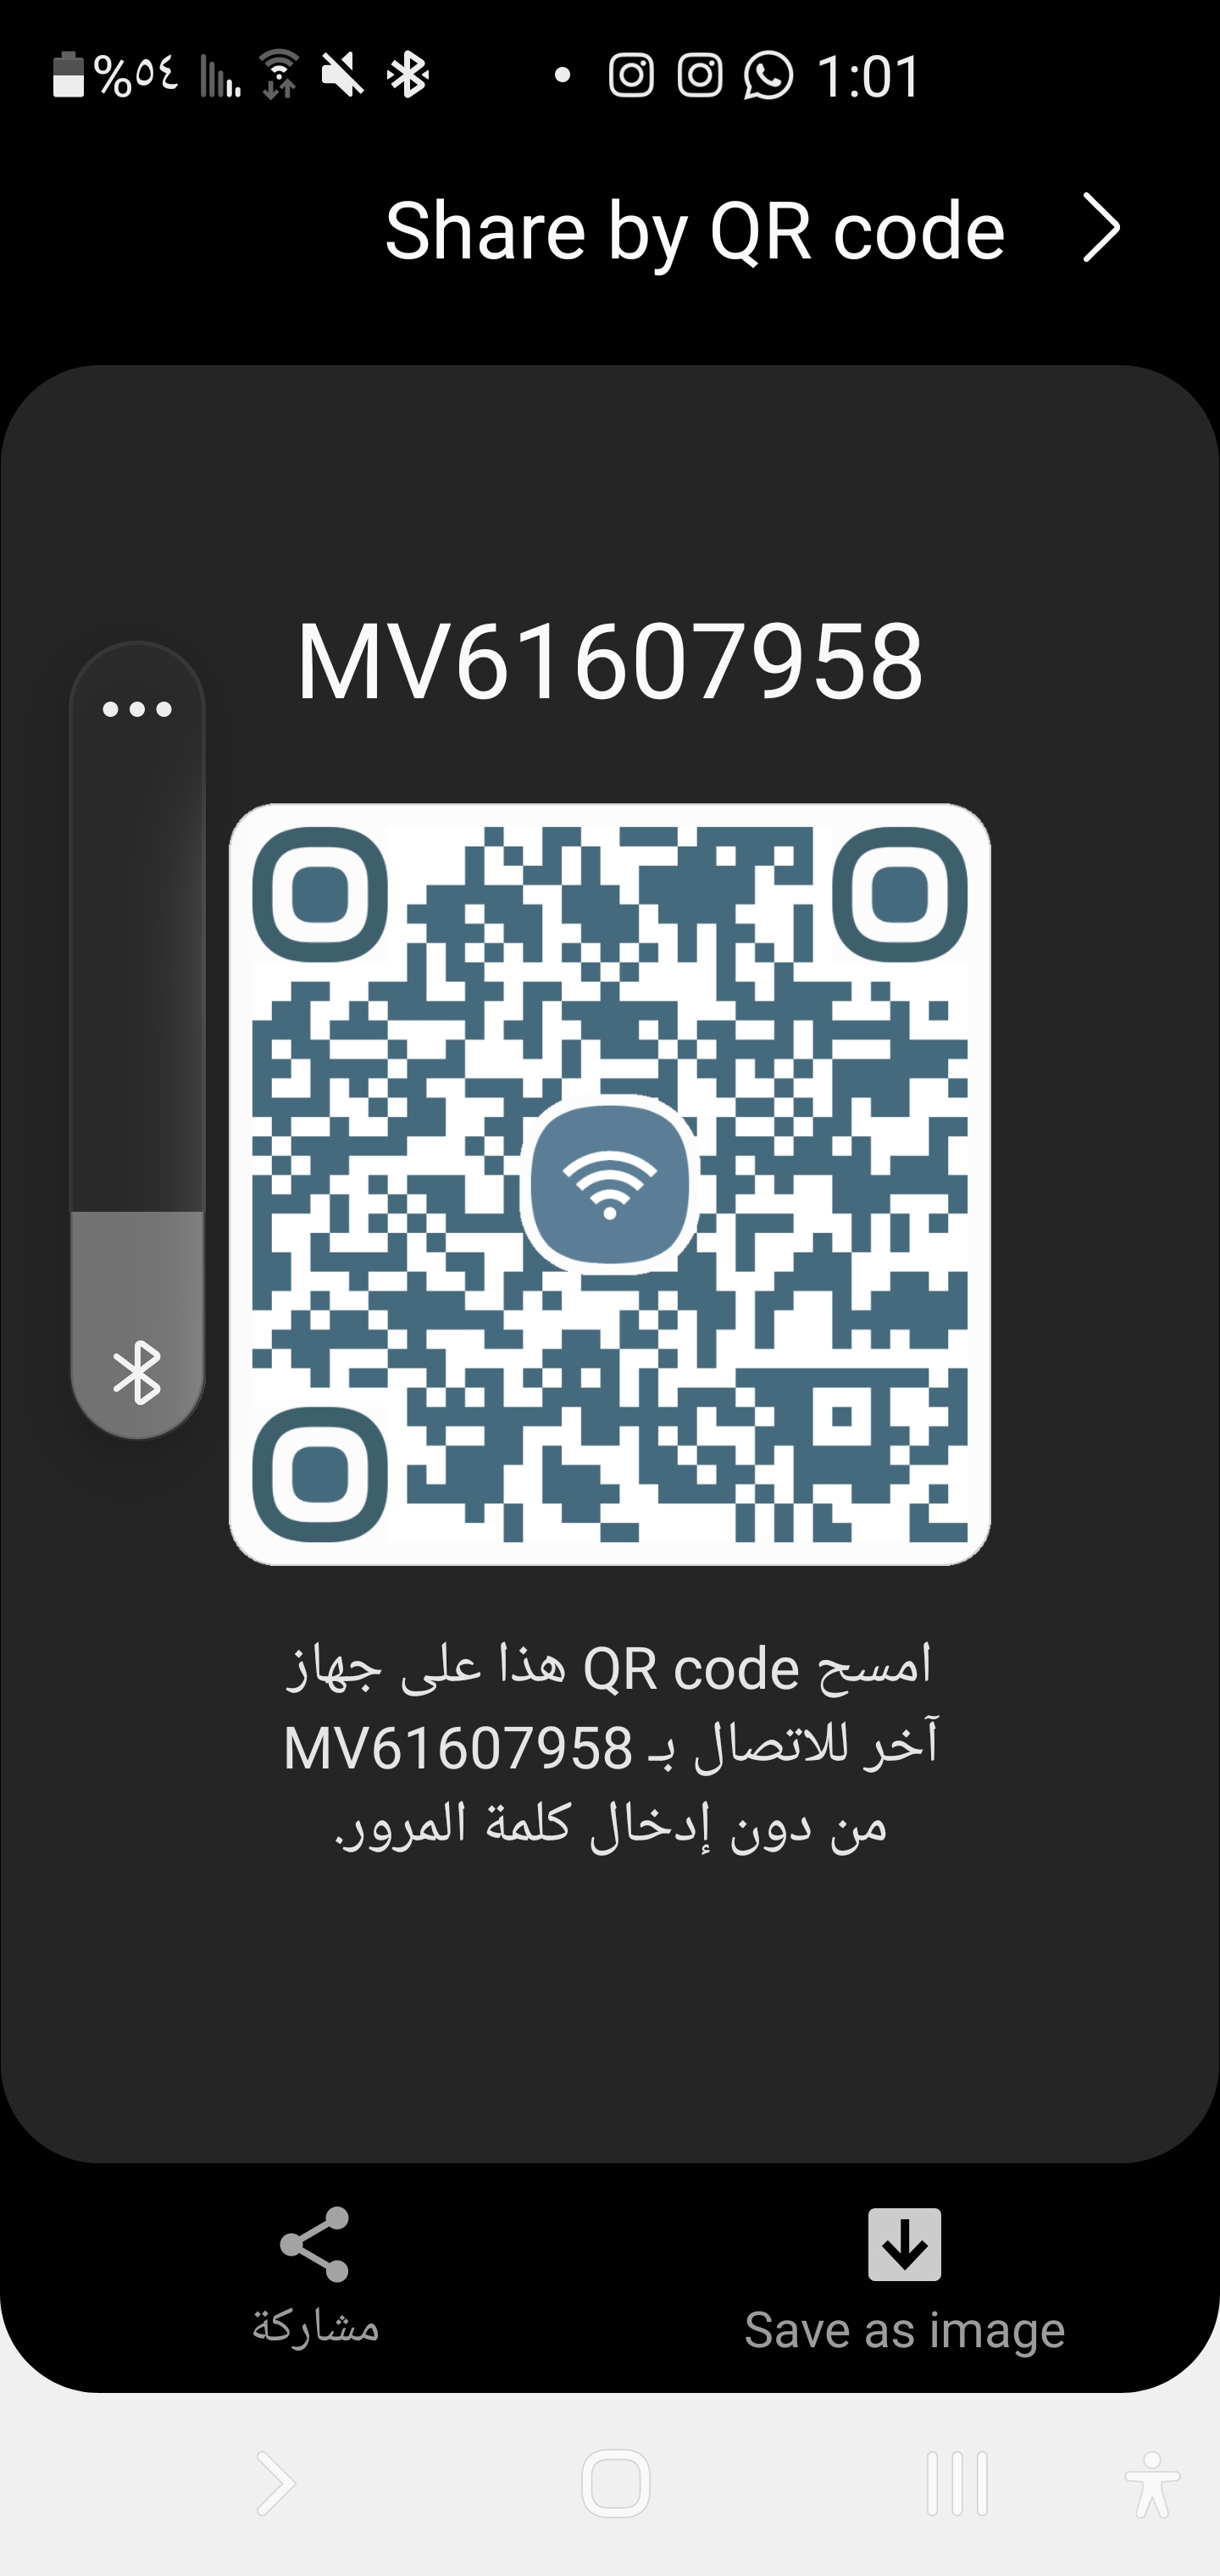 %٥٤ 1:01
Share by QR code
MV61607958
امسح QR code هذا على جهاز
آخر للاتصال بـ MV61607958
من دون إدخال كلمة المرور.
مشاركة
Save as image